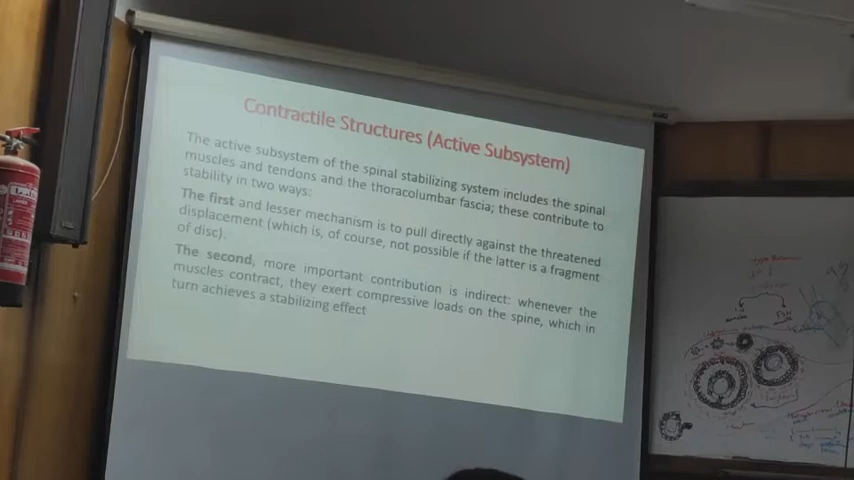 Contractile Structures (Active Subsystem)
The active subsystem of the spinal stabilizing system includes the spinal
muscles and tendons and the thoracolumbar fascia; these contribute to
stability in two ways:
The first and lesser mechanism is to pull directly against the threatened
displacement (which is, of course, not possible if the latter is a fragment
of disc).
The second, more important contribution is indirect: whenever the
muscles contract, they exert compressive loads on the spine, which in
turn achieves a stabilizing effect